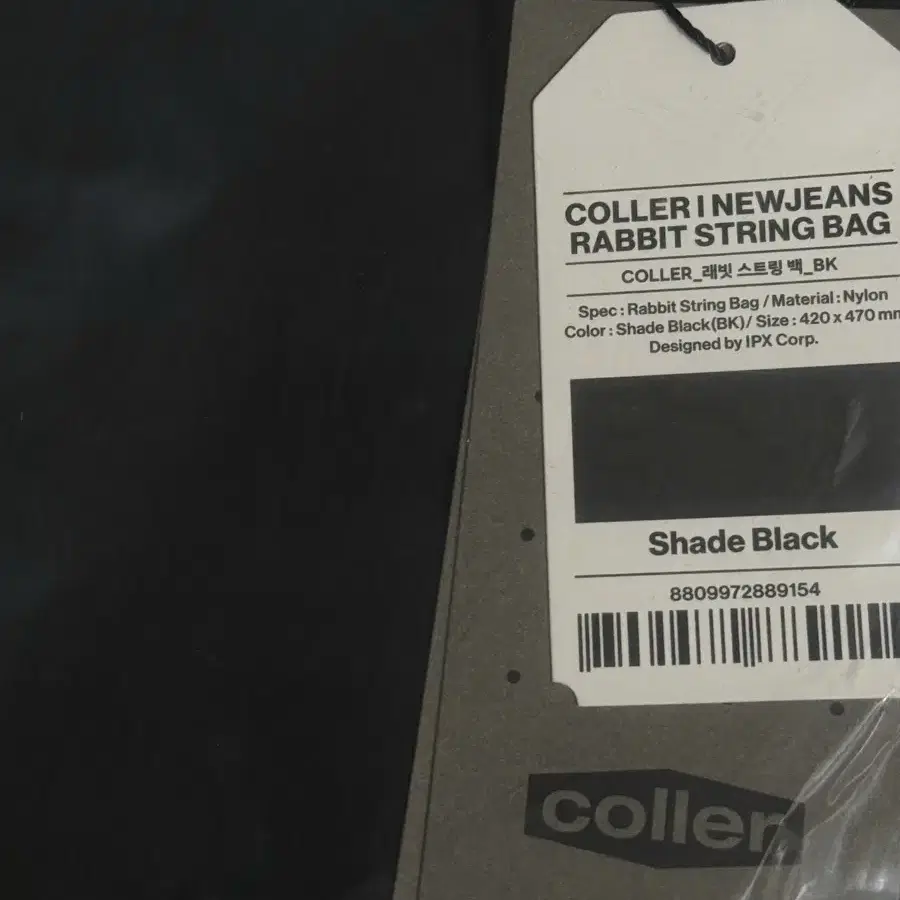 COLLER I NEWJEANS
RABBIT STRING BAG
COLLER_래빗 스트링 백_BK
Spec : Rabbit String Bag / Material : Nylon
Color : Shade Black(BK)/ Size : 420 x 470 mm
Designed by IPX Corp.
Shade Black
8809972889154
coller